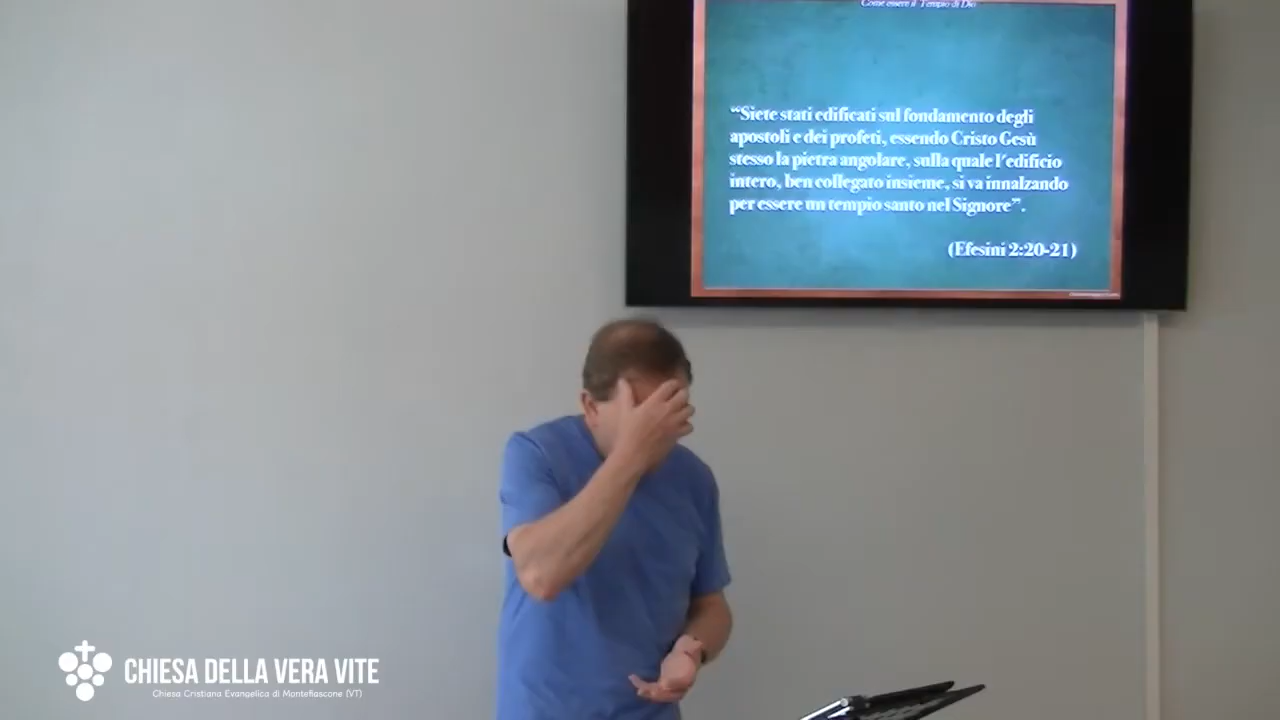 Come essere il Tempio di Dio
“Siete stati edificati sul fondamento degli
apostoli e dei profeti, essendo Cristo Gesù
stesso la pietra angolare, sulla quale l'edificio
intero, ben collegato insieme, si va innalzando
per essere un tempio santo nel Signore”.
(Efesini 2:20-21)
CHIESA DELLA VERA VITE
Chiesa Cristiana Evangelica di Montefiascone (VT)